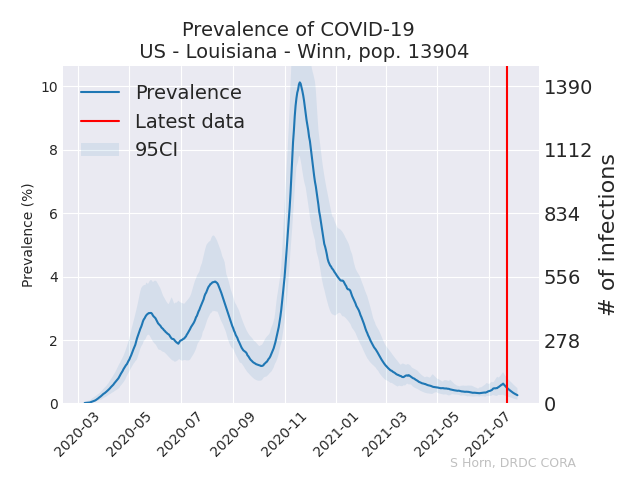 Prevalence of COVID-19
US - Louisiana - Winn, pop. 13904
Prevalence
Latest data
95CI
Prevalence (%)
10
8
6
4
2
0
1390
1112
834
556
278
0
# of infections
2020-03
2020-05
2020-07
2020-09
2020-11
2021-01
2021-03
2021-05
2021-07
S Horn, DRDC CORA